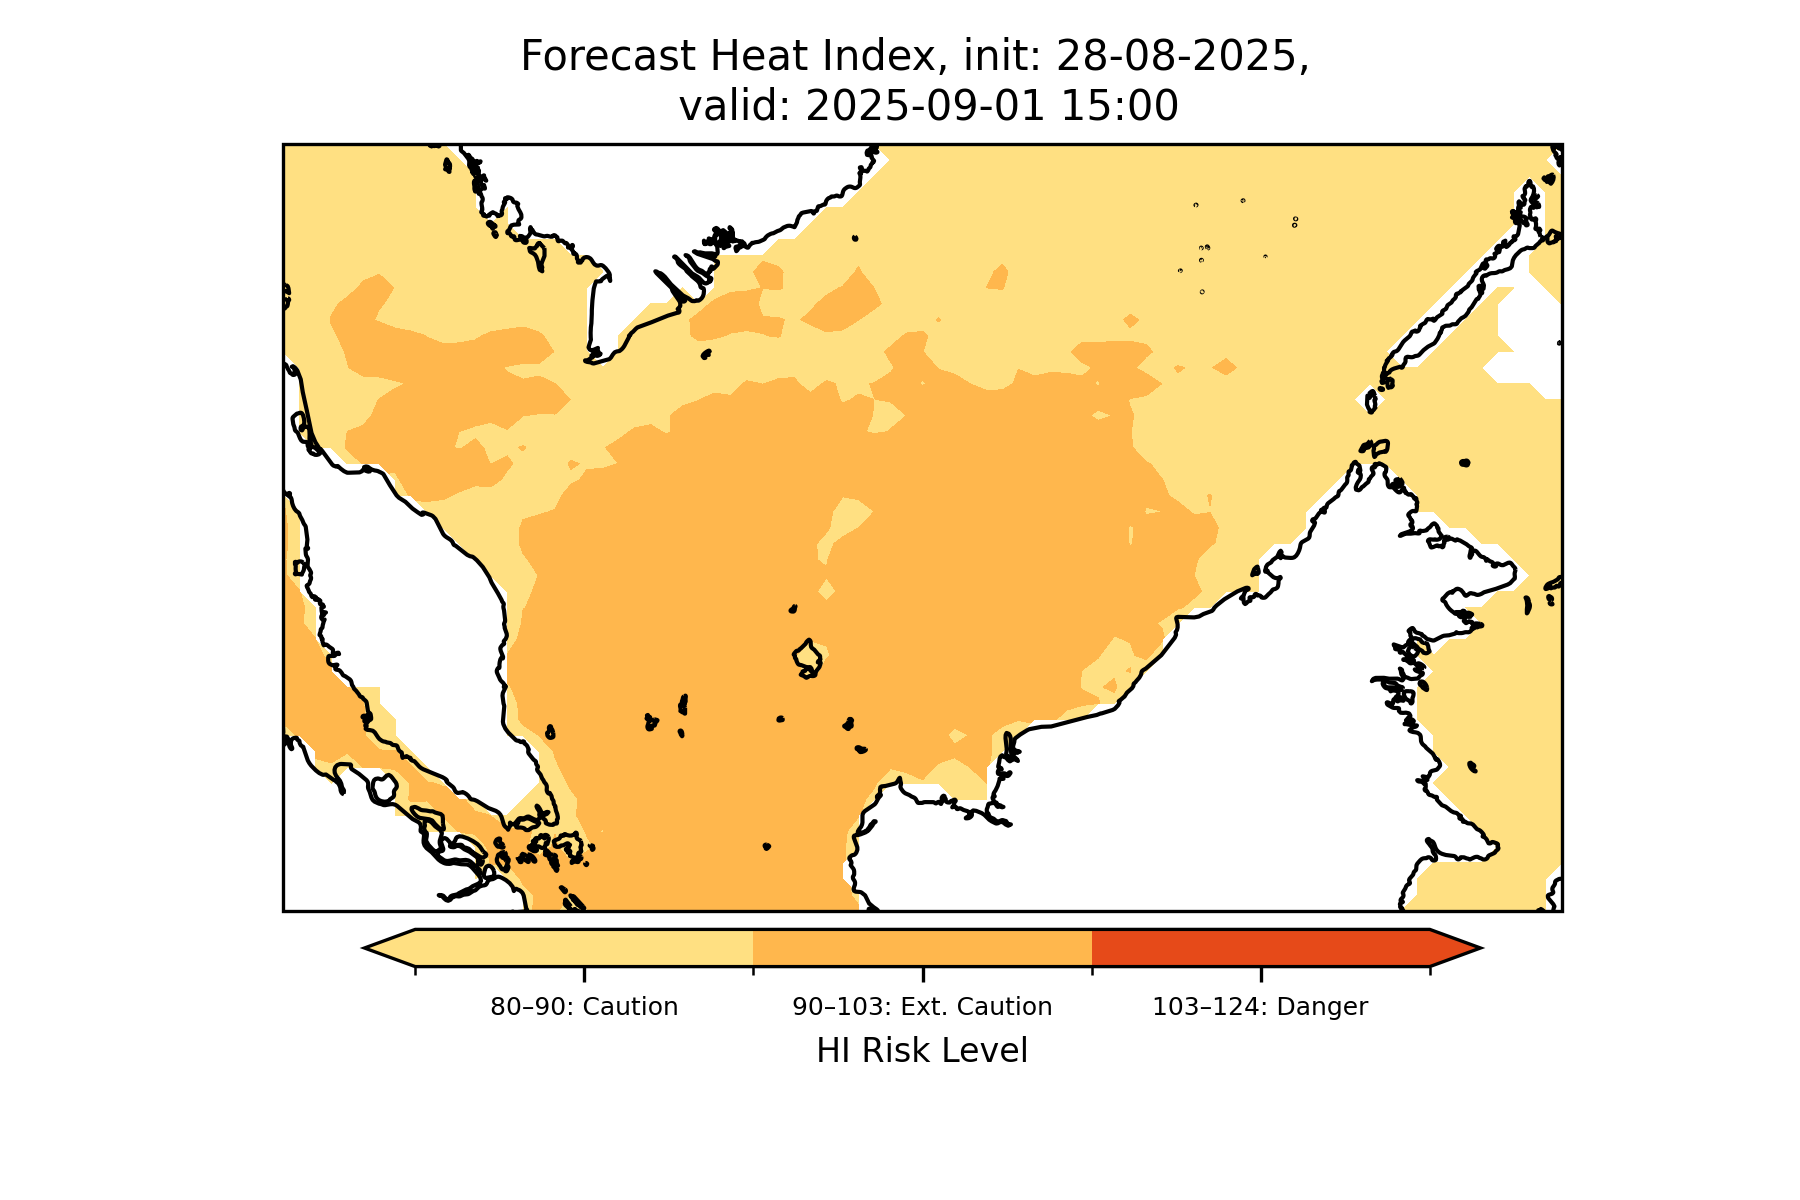 Forecast Heat Index, init: 28-08-2025,
valid: 2025-09-01 15:00
80–90: Caution
90–103: Ext. Caution
103–124: Danger
HI Risk Level